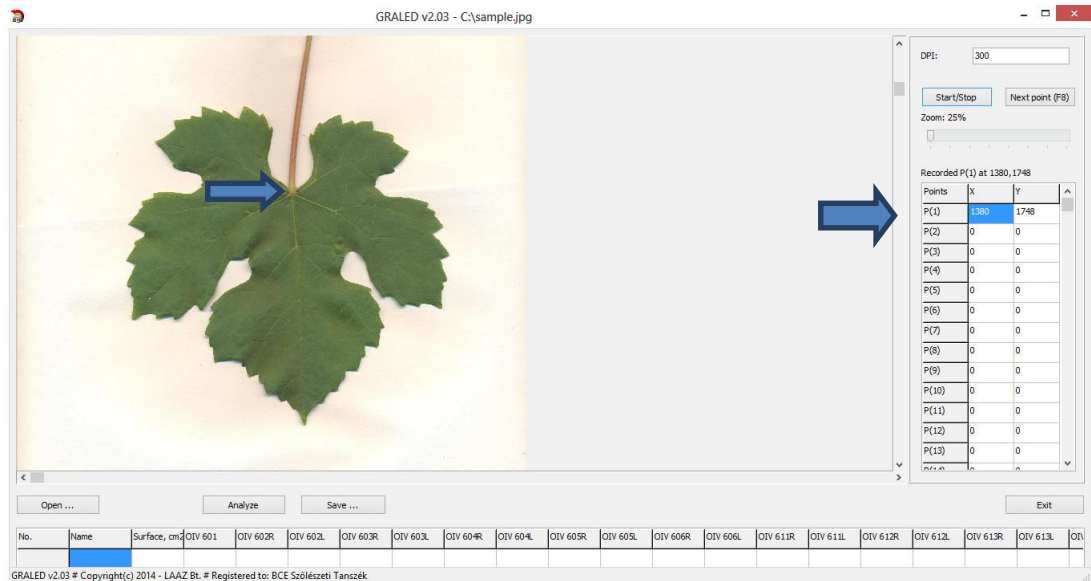 GRALED v2.03 - C:\sample.jpg
DPI: 300
Start/Stop Next point (F8)
Zoom: 25%
Recorded P(1) at 1380,1748
Points X Y
P(1) 1380 1748
P(2) 0 0
P(3) 0 0
P(4) 0 0
P(5) 0 0
P(6) 0 0
P(7) 0 0
P(8) 0 0
P(9) 0 0
P(10) 0 0
P(11) 0 0
P(12) 0 0
P(13) 0 0
Open ... Analyze Save ... Exit
No. Name Surface, cm2 OIV 601 OIV 602R OIV 602L OIV 603R OIV 603L OIV 604R OIV 604L OIV 605R OIV 605L OIV 606R OIV 606L OIV 611R OIV 611L OIV 612R OIV 612L OIV 613R OIV 613L
GRALED v2.03 # Copyright(c) 2014 - LAAZ Bt. # Registered to: BCE Szőlészeti Tanszék